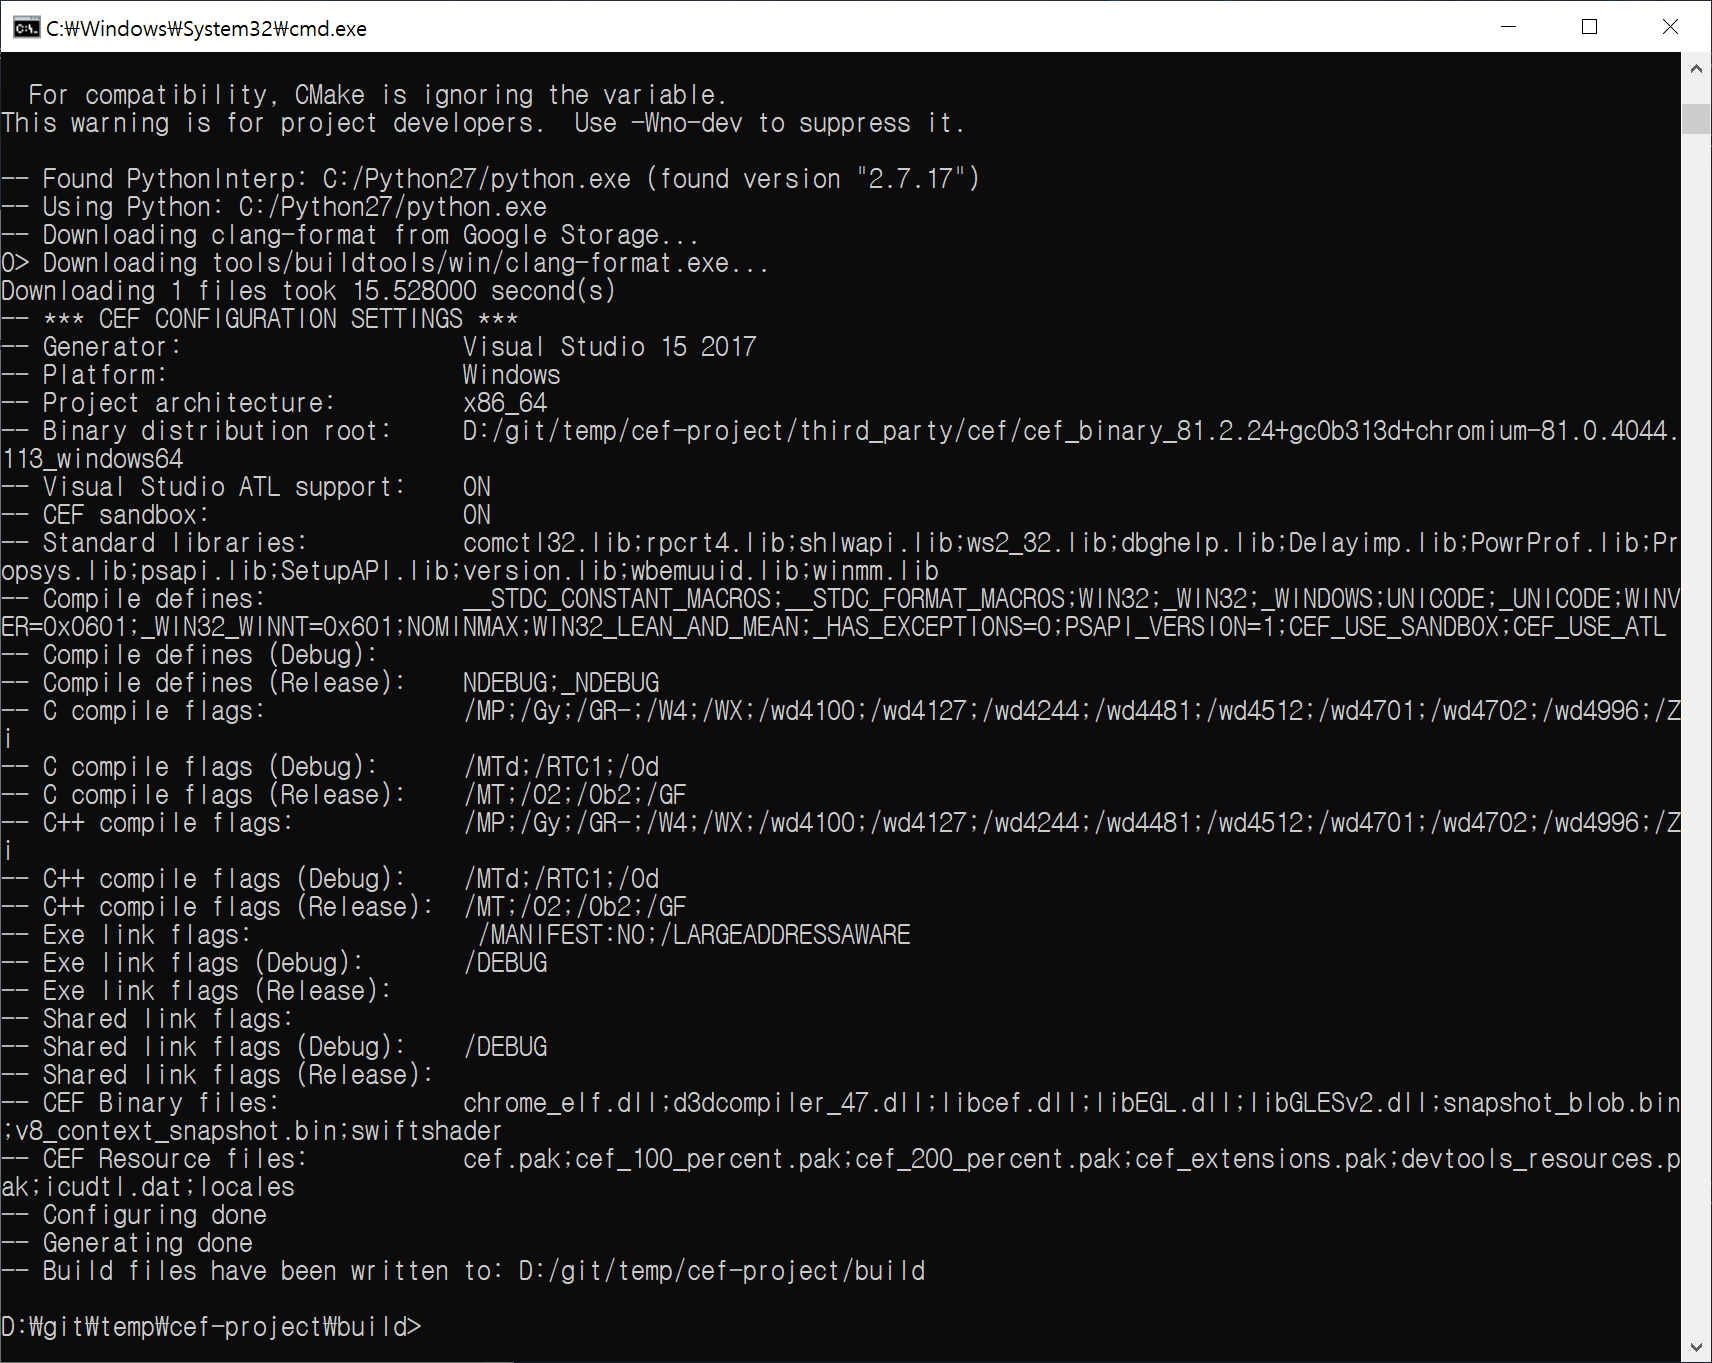 C:₩Windows₩System32₩cmd.exe
For compatibility, CMake is ignoring the variable.
This warning is for project developers.  Use -Wno-dev to suppress it.
-- Found PythonInterp: C:/Python27/python.exe (found version "2.7.17")
-- Using Python: C:/Python27/python.exe
-- Downloading clang-format from Google Storage...
0> Downloading tools/buildtools/win/clang-format.exe...
Downloading 1 files took 15.528000 second(s)
-- *** CEF CONFIGURATION SETTINGS ***
-- Generator:                    Visual Studio 15 2017
-- Platform:                     Windows
-- Project architecture:         x86_64
-- Binary distribution root:     D:/git/temp/cef-project/third_party/cef/cef_binary_81.2.24+gc0b313d+chromium-81.0.4044.
113_windows64
-- Visual Studio ATL support:    ON
-- CEF sandbox:                  ON
-- Standard libraries:           comctl32.lib;rpcrt4.lib;shlwapi.lib;ws2_32.lib;dbghelp.lib;Delayimp.lib;PowrProf.lib;Pr
opsys.lib;psapi.lib;SetupAPI.lib;version.lib;wbemuuid.lib;winmm.lib
-- Compile defines:              __STDC_CONSTANT_MACROS;__STDC_FORMAT_MACROS;WIN32;_WIN32;_WINDOWS;UNICODE;_UNICODE;WINV
ER=0x0601;_WIN32_WINNT=0x601;NOMINMAX;WIN32_LEAN_AND_MEAN;_HAS_EXCEPTIONS=0;PSAPI_VERSION=1;CEF_USE_SANDBOX;CEF_USE_ATL
-- Compile defines (Debug):
-- Compile defines (Release):    NDEBUG;_NDEBUG
-- C compile flags:              /MP;/Gy;/GR-;/W4;/WX;/wd4100;/wd4127;/wd4244;/wd4481;/wd4512;/wd4701;/wd4702;/wd4996;/Z
i
-- C compile flags (Debug):      /MTd;/RTC1;/Od
-- C compile flags (Release):    /MT;/O2;/Ob2;/GF
-- C++ compile flags:            /MP;/Gy;/GR-;/W4;/WX;/wd4100;/wd4127;/wd4244;/wd4481;/wd4512;/wd4701;/wd4702;/wd4996;/Z
i
-- C++ compile flags (Debug):    /MTd;/RTC1;/Od
-- C++ compile flags (Release):  /MT;/O2;/Ob2;/GF
-- Exe link flags:                /MANIFEST:NO;/LARGEADDRESSAWARE
-- Exe link flags (Debug):       /DEBUG
-- Exe link flags (Release):
-- Shared link flags:
-- Shared link flags (Debug):    /DEBUG
-- Shared link flags (Release):
-- CEF Binary files:             chrome_elf.dll;d3dcompiler_47.dll;libcef.dll;libEGL.dll;libGLESv2.dll;snapshot_blob.bin
;v8_context_snapshot.bin;swiftshader
-- CEF Resource files:           cef.pak;cef_100_percent.pak;cef_200_percent.pak;cef_extensions.pak;devtools_resources.p
ak;icudtl.dat;locales
-- Configuring done
-- Generating done
-- Build files have been written to: D:/git/temp/cef-project/build
D:₩git₩temp₩cef-project₩build>